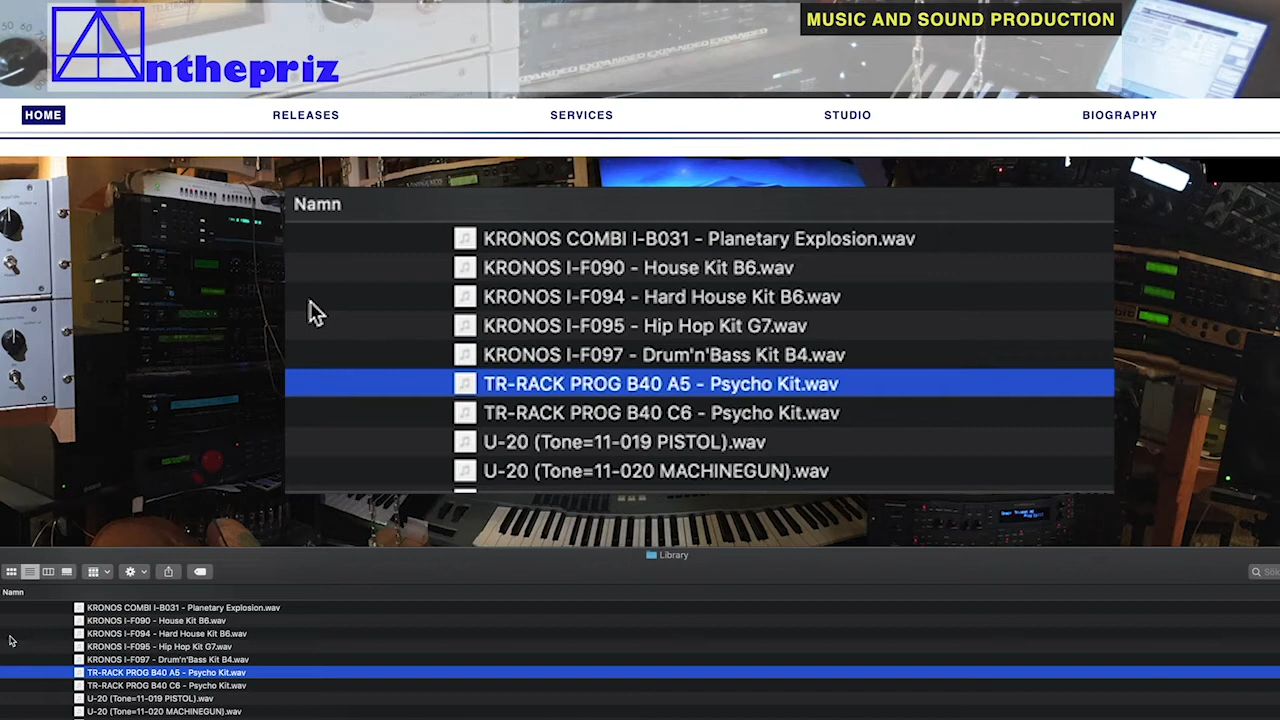 Anthepriz
MUSIC AND SOUND PRODUCTION
HOME
RELEASES
SERVICES
STUDIO
BIOGRAPHY
Namn
KRONOS COMBI I-B031 - Planetary Explosion.wav
KRONOS I-F090 - House Kit B6.wav
KRONOS I-F094 - Hard House Kit B6.wav
KRONOS I-F095 - Hip Hop Kit G7.wav
KRONOS I-F097 - Drum'n'Bass Kit B4.wav
TR-RACK PROG B40 A5 - Psycho Kit.wav
TR-RACK PROG B40 C6 - Psycho Kit.wav
U-20 (Tone=11-019 PISTOL).wav
U-20 (Tone=11-020 MACHINEGUN).wav
Library
Namn
KRONOS COMBI I-B031 - Planetary Explosion.wav
KRONOS I-F090 - House Kit B6.wav
KRONOS I-F094 - Hard House Kit B6.wav
KRONOS I-F095 - Hip Hop Kit G7.wav
KRONOS I-F097 - Drum'n'Bass Kit B4.wav
TR-RACK PROG B40 A5 - Psycho Kit.wav
TR-RACK PROG B40 C6 - Psycho Kit.wav
U-20 (Tone=11-019 PISTOL).wav
U-20 (Tone=11-020 MACHINEGUN).wav